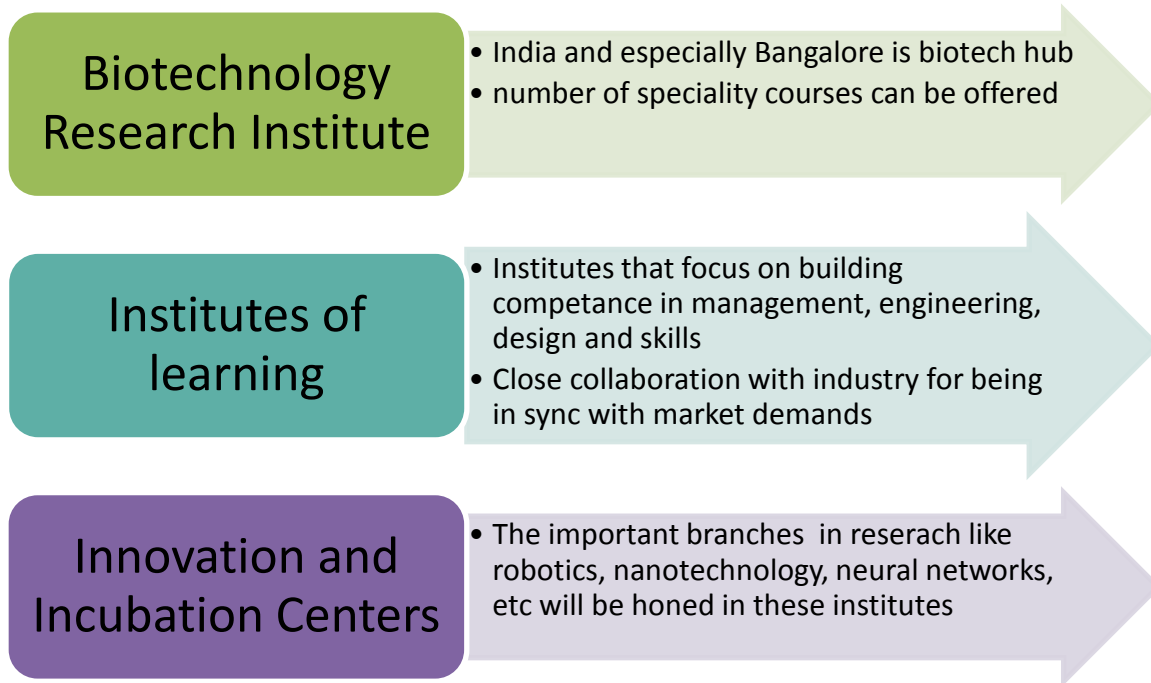 Biotechnology
Research Institute
• India and especially Bangalore is biotech hub
• number of speciality courses can be offered
Institutes of
learning
• Institutes that focus on building
competance in management, engineering,
design and skills
• Close collaboration with industry for being
in sync with market demands
Innovation and
Incubation Centers
• The important branches in reserach like
robotics, nanotechnology, neural networks,
etc will be honed in these institutes